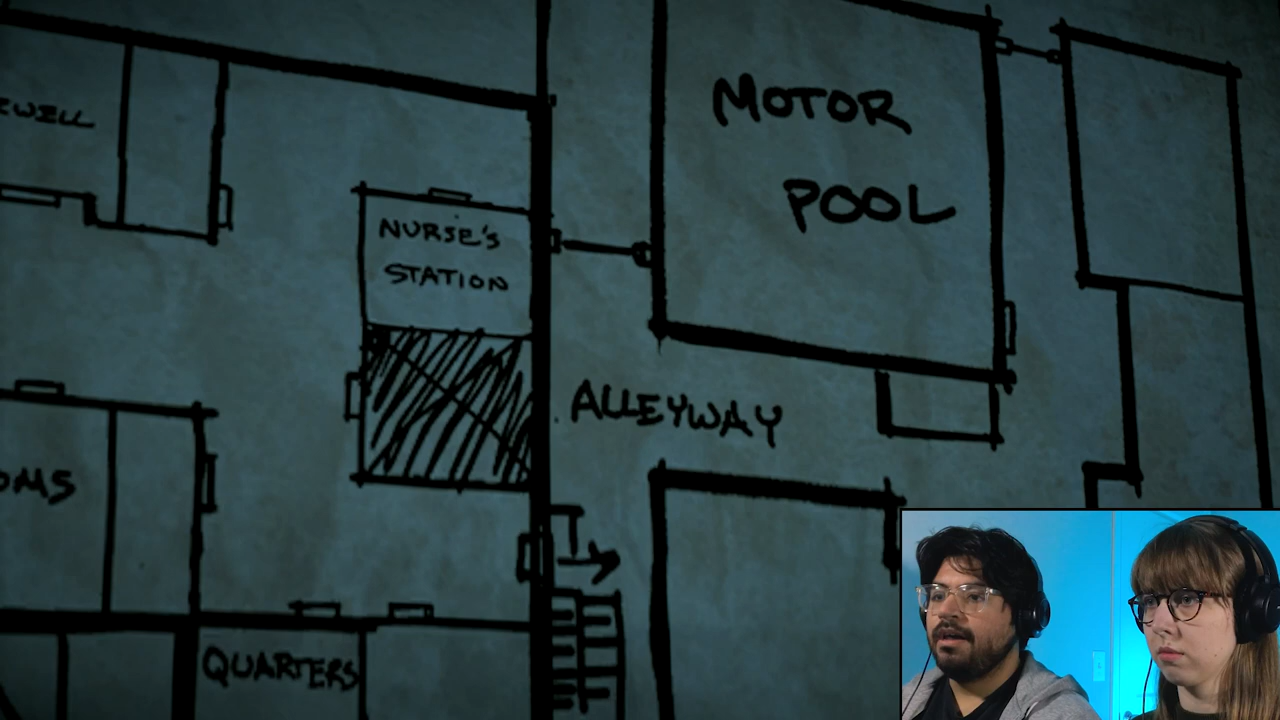 MOTOR
POOL
NURSE'S
STATION
ALLEYWAY
QUARTERS